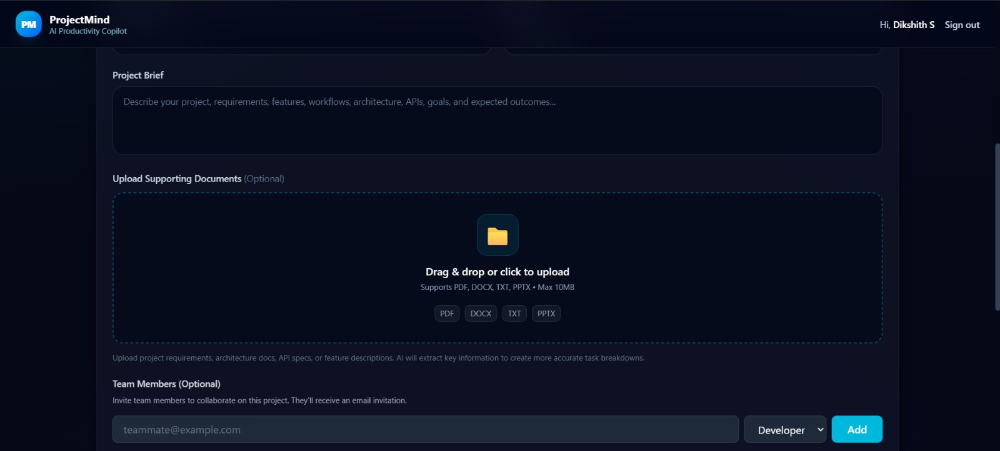 PM
ProjectMind
AI Productivity Copilot
Hi, Dikshith S
Sign out
Project Brief
Describe your project, requirements, features, workflows, architecture, APIs, goals, and expected outcomes...
Upload Supporting Documents (Optional)
Drag & drop or click to upload
Supports PDF, DOCX, TXT, PPTX • Max 10MB
PDF
DOCX
TXT
PPTX
Upload project requirements, architecture docs, API specs, or feature descriptions. AI will extract key information to create more accurate task breakdowns.
Team Members (Optional)
Invite team members to collaborate on this project. They'll receive an email invitation.
teammate@example.com
Developer
Add